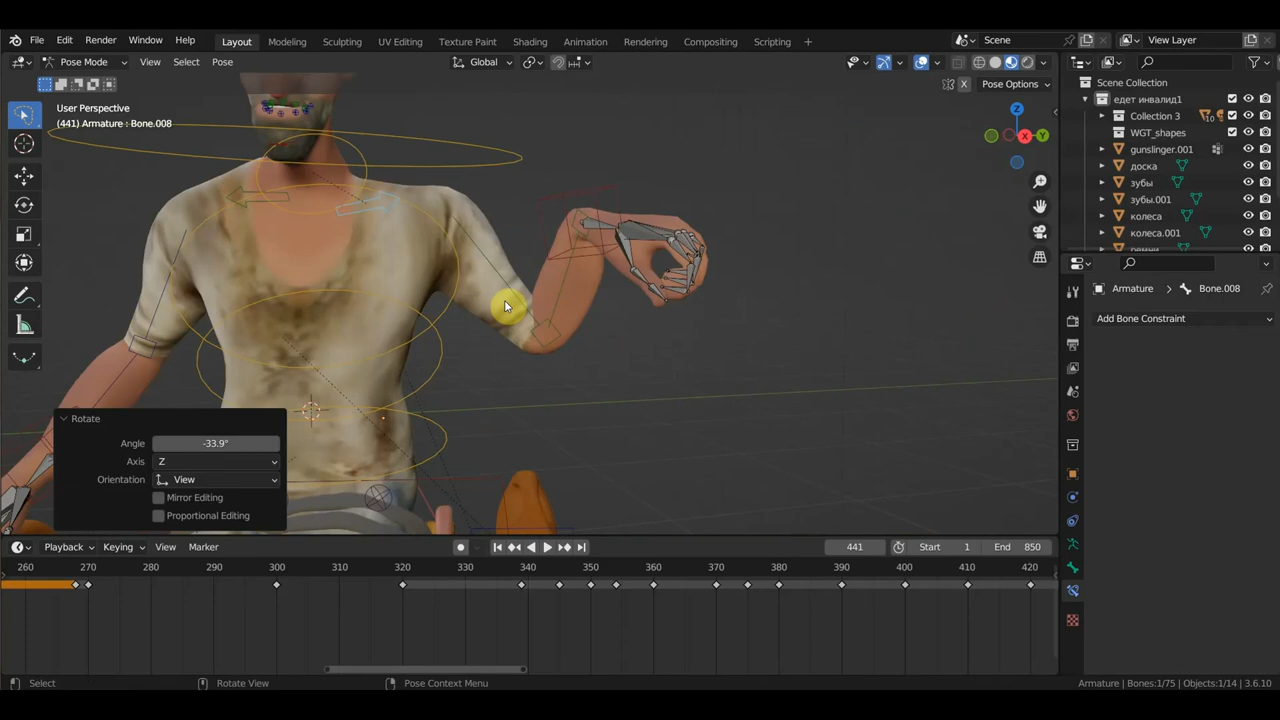 File Edit Render Window Help
Layout Modeling Sculpting UV Editing Texture Paint Shading Animation Rendering Compositing Scripting +
Scene
View Layer
Pose Mode View Select Pose
Global
X Pose Options
User Perspective
(441) Armature : Bone.008
Z
X
Y
Scene Collection
едет инвалид1
Collection 3
10
WGT_shapes
gunslinger.001
доска
зубы
зубы.001
колеса
колеса.001
Armature > Bone.008
Add Bone Constraint
Rotate
Angle -33.9°
Axis Z
Orientation View
Mirror Editing
Proportional Editing
Playback Keying View Marker
441 Start 1 End 850
260 270 280 290 300 310 320 330 340 350 360 370 380 390 400 410 420
Select Rotate View Pose Context Menu
Armature | Bones:1/75 | Objects:1/14 | 3.6.10